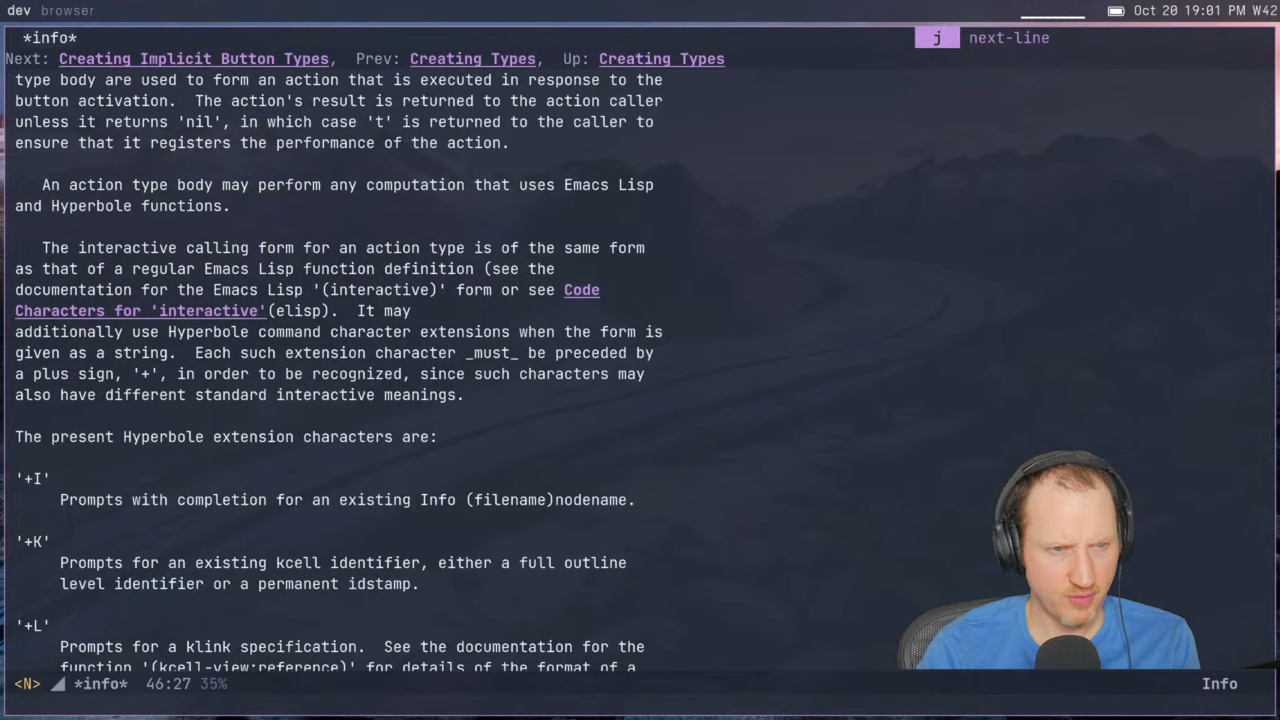 dev browser
Oct 20 19:01 PM W42
*info*
j next-line
Next: Creating Implicit Button Types, Prev: Creating Types, Up: Creating Types
type body are used to form an action that is executed in response to the
button activation. The action's result is returned to the action caller
unless it returns 'nil', in which case 't' is returned to the caller to
ensure that it registers the performance of the action.
An action type body may perform any computation that uses Emacs Lisp
and Hyperbole functions.
The interactive calling form for an action type is of the same form
as that of a regular Emacs Lisp function definition (see the
documentation for the Emacs Lisp '(interactive)' form or see Code
Characters for 'interactive'(elisp). It may
additionally use Hyperbole command character extensions when the form is
given as a string. Each such extension character _must_ be preceded by
a plus sign, '+', in order to be recognized, since such characters may
also have different standard interactive meanings.
The present Hyperbole extension characters are:
'+I'
Prompts with completion for an existing Info (filename)nodename.
'+K'
Prompts for an existing kcell identifier, either a full outline
level identifier or a permanent idstamp.
'+L'
Prompts for a klink specification. See the documentation for the
function '(kcell-view:reference)' for details of the format of a
<N> *info* 46:27 35% Info